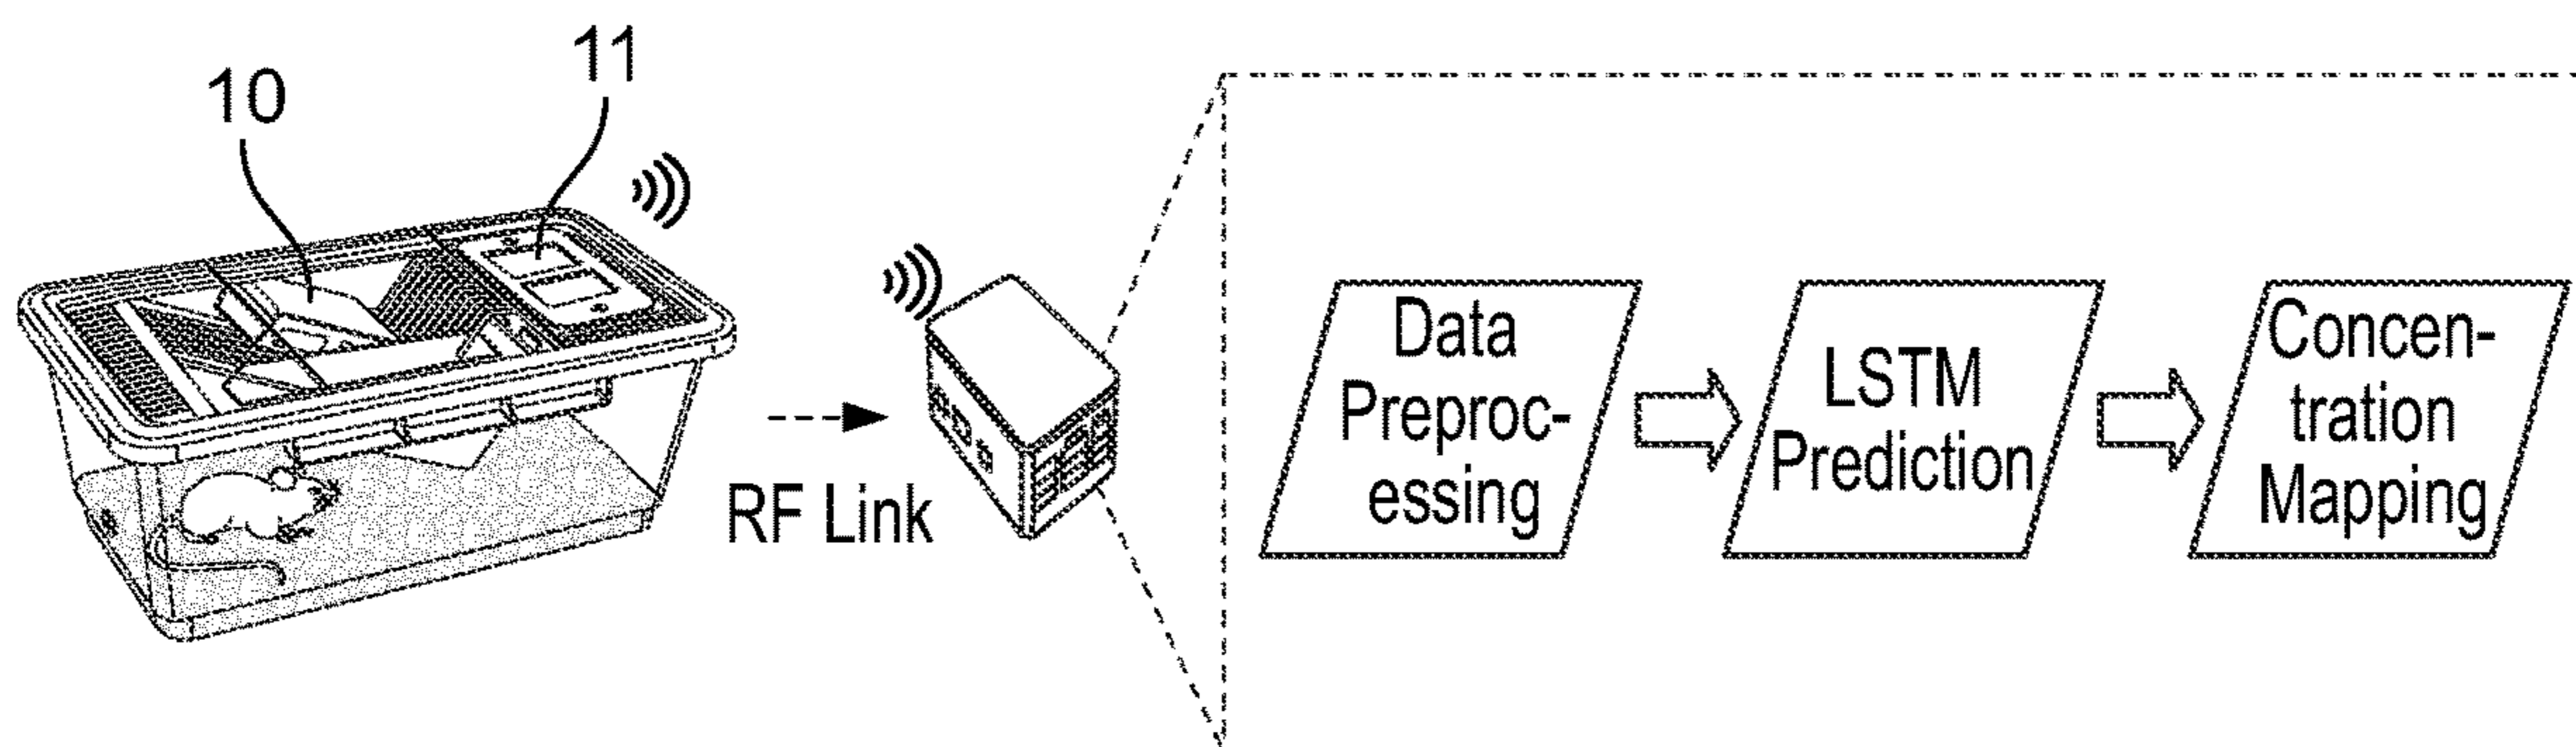 10
11
RF Link
Data
Preproc-
essing
LSTM
Prediction
Concen-
tration
Mapping